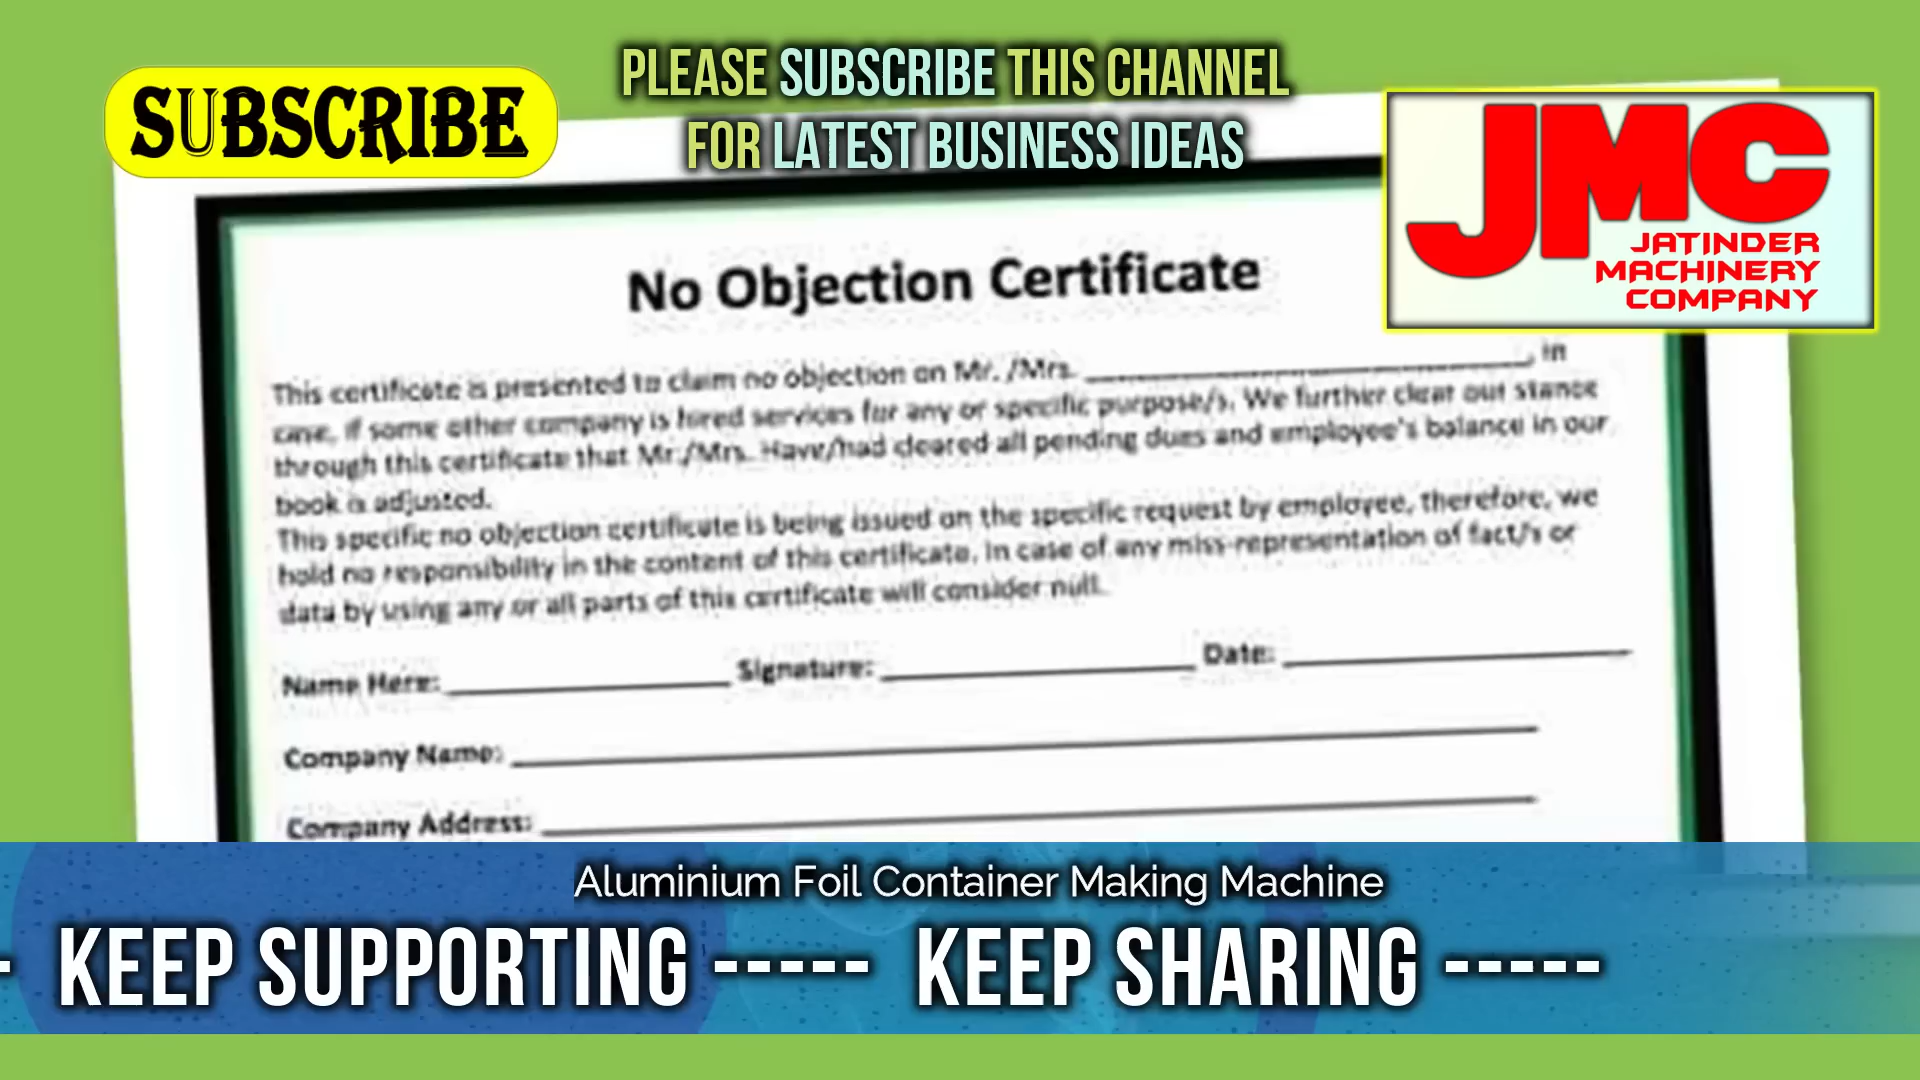 SUBSCRIBE
PLEASE SUBSCRIBE THIS CHANNEL
FOR LATEST BUSINESS IDEAS
JMC
JATINDER
MACHINERY
COMPANY
No Objection Certificate
This certificate is presented to claim no objection on Mr. /Mrs. ____________________, in
case, if some other company is hired services for any or specific purpose/s. We further clear out stance
through this certificate that Mr./Mrs. Have/had cleared all pending dues and employee's balance in our
book is adjusted.
This specific no objection certificate is being issued on the specific request by employee, therefore, we
hold no responsibility in the content of this certificate. In case of any miss-representation of fact/s or
data by using any or all parts of this certificate will consider null.
Name Here: ____________ Signature: ____________ Date: ____________
Company Name: ____________
Company Address: ____________
Aluminium Foil Container Making Machine
- KEEP SUPPORTING ----- KEEP SHARING -----